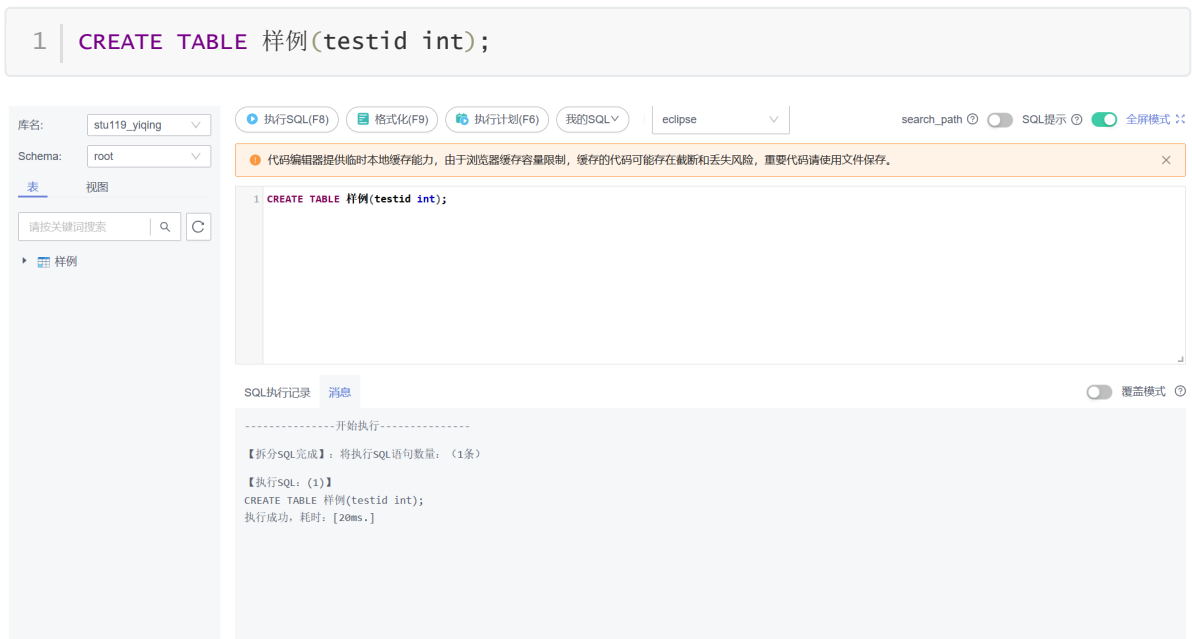 1 CREATE TABLE 样例(testid int);
库名: stu119_yiqing
Schema: root
表 视图
请按关键词搜索
样例
执行SQL(F8) 格式化(F9) 执行计划(F6) 我的SQL eclipse search_path SQL提示 全屏模式
代码编辑器提供临时本地缓存能力，由于浏览器缓存容量限制，缓存的代码可能存在截断和丢失风险，重要代码请使用文件保存。
1 CREATE TABLE 样例(testid int);
SQL执行记录 消息 覆盖模式
---------------开始执行---------------
【拆分SQL完成】：将执行SQL语句数量：（1条）
【执行SQL：(1)】
CREATE TABLE 样例(testid int);
执行成功，耗时：[20ms.]